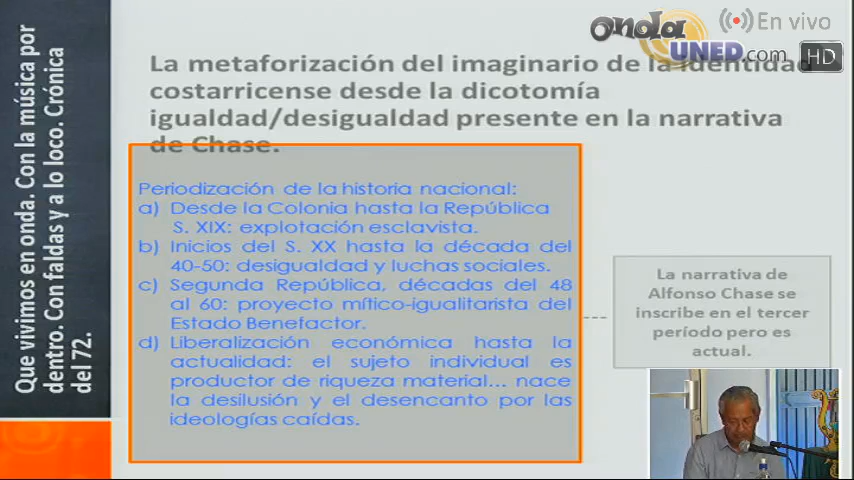 Que vivimos en onda. Con la música por
dentro. Con faldas y a lo loco. Crónica
del 72.
onda
UNED.com
En vivo
HD
La metaforización del imaginario de la identidad
costarricense desde la dicotomía
igualdad/desigualdad presente en la narrativa
de Chase.
Periodización de la historia nacional:
a) Desde la Colonia hasta la República
S. XIX: explotación esclavista.
b) Inicios del S. XX hasta la década del
40-50: desigualdad y luchas sociales.
c) Segunda República, décadas del 48
al 60: proyecto mítico-igualitarista del
Estado Benefactor.
d) Liberalización económica hasta la
actualidad: el sujeto individual es
productor de riqueza material... nace
la desilusión y el desencanto por las
ideologías caídas.
La narrativa de
Alfonso Chase se
inscribe en el tercer
período pero es
actual.